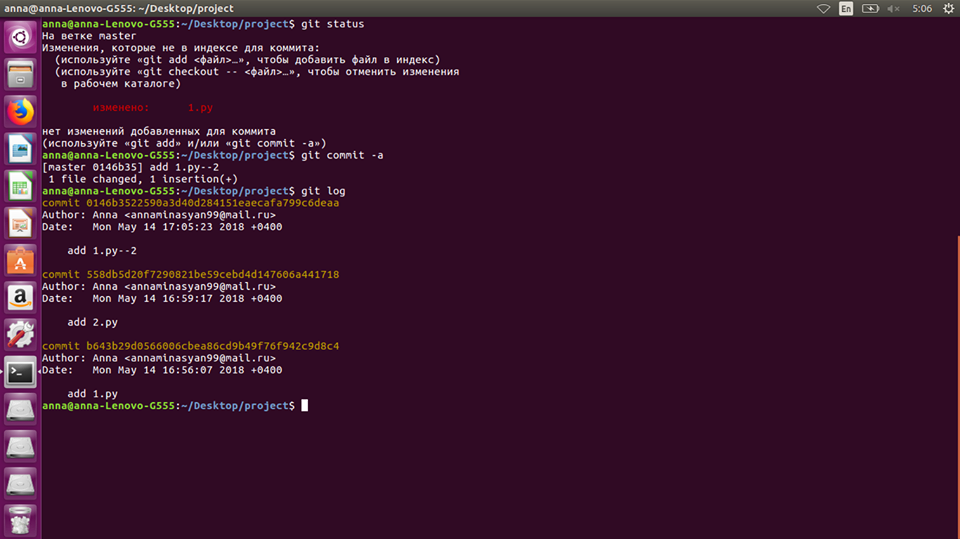 anna@anna-Lenovo-G555: ~/Desktop/project
En
5:06
anna@anna-Lenovo-G555:~/Desktop/project$ git status
На ветке master
Изменения, которые не в индексе для коммита:
  (используйте «git add <файл>…», чтобы добавить файл в индекс)
  (используйте «git checkout -- <файл>…», чтобы отменить изменения
   в рабочем каталоге)
        изменено:      1.py
нет изменений добавленных для коммита
(используйте «git add» и/или «git commit -a»)
anna@anna-Lenovo-G555:~/Desktop/project$ git commit -a
[master 0146b35] add 1.py--2
 1 file changed, 1 insertion(+)
anna@anna-Lenovo-G555:~/Desktop/project$ git log
commit 0146b3522590a3d40d284151eaecafa799c6deaa
Author: Anna <annaminasyan99@mail.ru>
Date:   Mon May 14 17:05:23 2018 +0400
    add 1.py--2
commit 558db5d20f7290821be59cebd4d147606a441718
Author: Anna <annaminasyan99@mail.ru>
Date:   Mon May 14 16:59:17 2018 +0400
    add 2.py
commit b643b29d0566006cbea86cd9b49f76f942c9d8c4
Author: Anna <annaminasyan99@mail.ru>
Date:   Mon May 14 16:56:07 2018 +0400
    add 1.py
anna@anna-Lenovo-G555:~/Desktop/project$